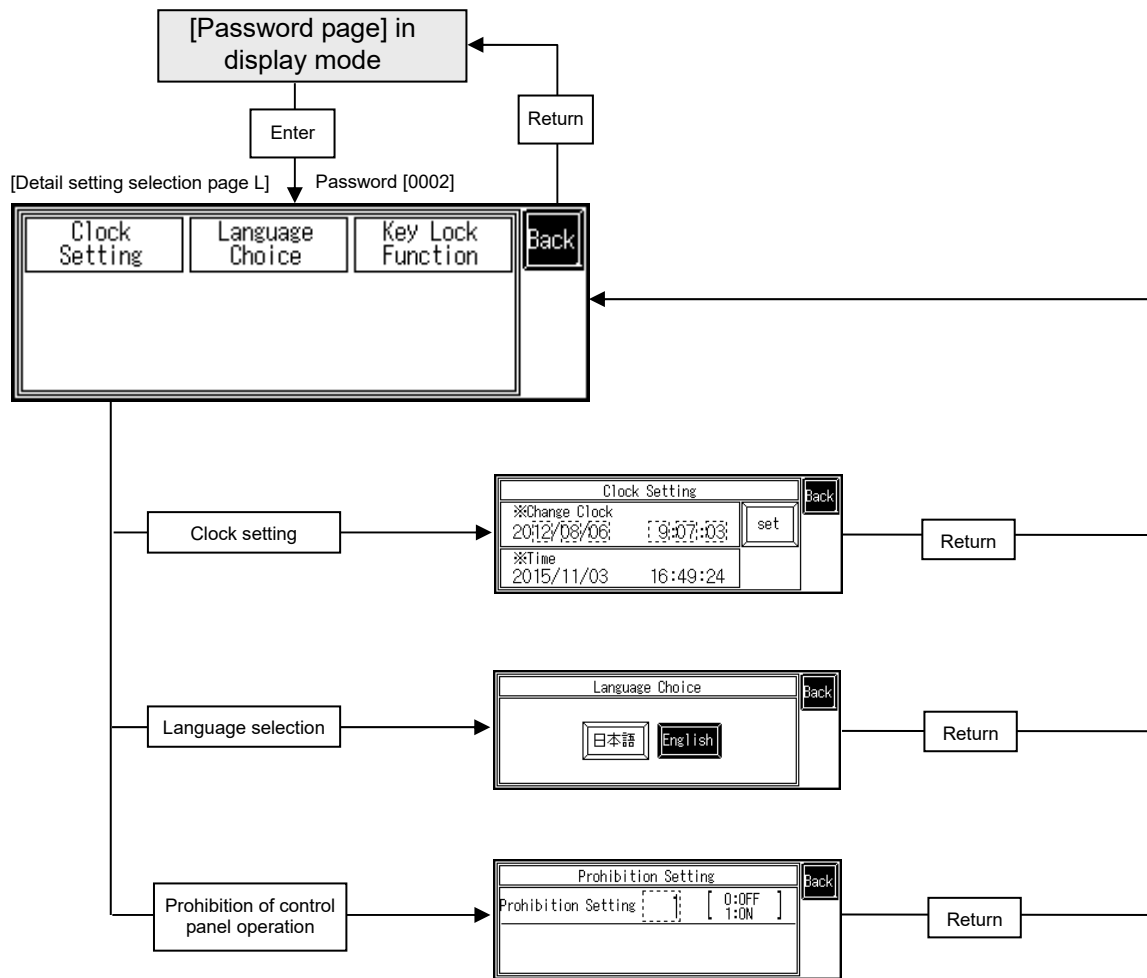 [Password page] in
display mode
Enter
Return
[Detail setting selection page L]
Password [0002]
Clock
Setting
Language
Choice
Key Lock
Function
Back
Clock setting
Clock Setting
Back
※Change Clock
2012/08/06 9:07:03
set
※Time
2015/11/03 16:49:24
Return
Language selection
Language Choice
Back
日本語
English
Return
Prohibition of control
panel operation
Prohibition Setting
Back
Prohibition Setting 1 [ 0:OFF
1:ON ]
Return